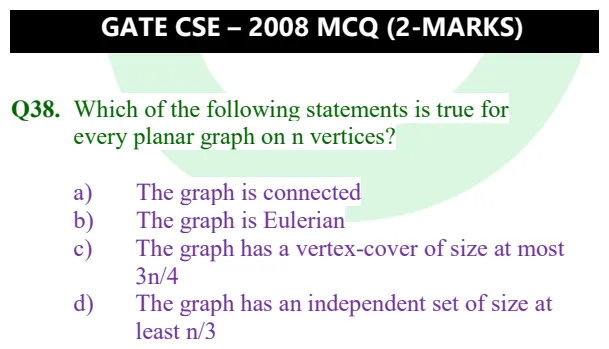 GATE CSE – 2008 MCQ (2-MARKS)
Q38. Which of the following statements is true for
every planar graph on n vertices?
a) The graph is connected
b) The graph is Eulerian
c) The graph has a vertex-cover of size at most
3n/4
d) The graph has an independent set of size at
least n/3